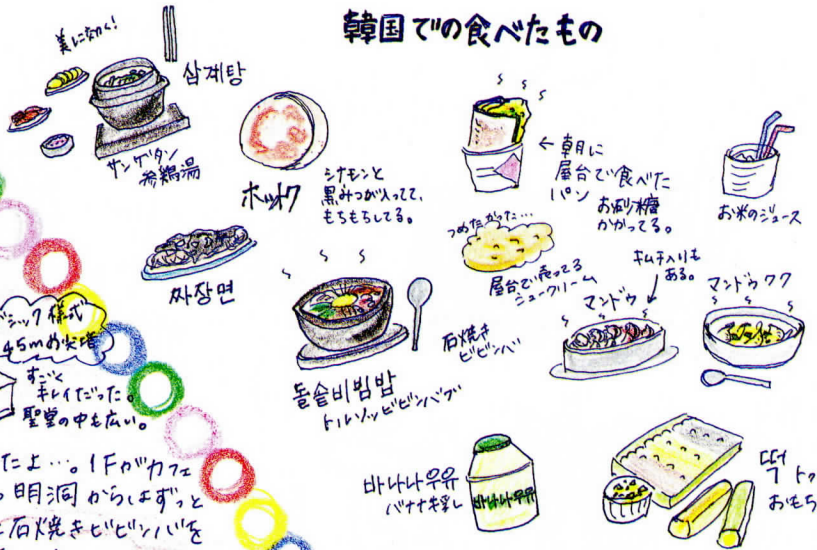 韓国での食べたもの
美に効く!
삼계탕
サンゲタン
参鶏湯
ホットク
シナモンと
黒みつが入ってて、
もちもちしてる。
←朝に
屋台で食べた
パン
お砂糖
かかってる。
お米のジュース
짜장면
つめたかった…
屋台で売ってる
シュークリーム
キムチ入りも
ある。
マンドゥ
マンドゥクク
돌솥비빔밥
トルソッビビンバプ
石焼き
ビビンバ
シック様式
45mの尖塔
すごく
キレイだった。
聖堂の中も広い。
たよ…。1Fがカフェ
明洞からはずっと
石焼きビビンバを
바나나우유
バナナ牛乳
바나나우유
떡 トッ
おもち